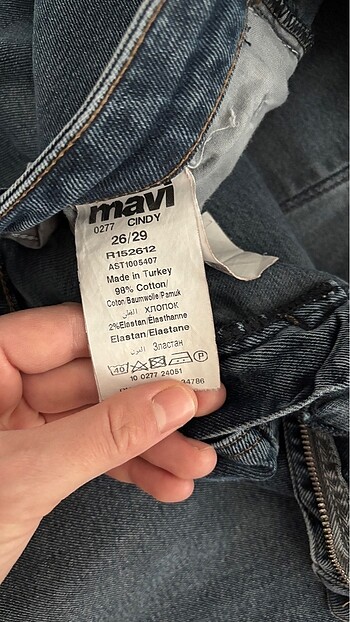 mavi
0277 CINDY
26/29
R152612
AST1005407
Made in Turkey
98% Cotton/
Coton/Baumwolle/Pamuk
القطن ХЛОПОК
2%Elastan/Elasthanne
Elastan/Elastane
Эластан
40 P
10 0277 24051
34786